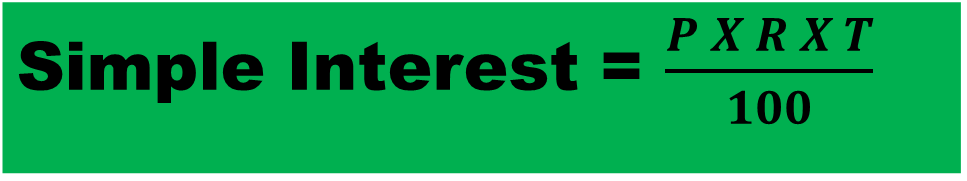 Simple Interest = P X R X T / 100